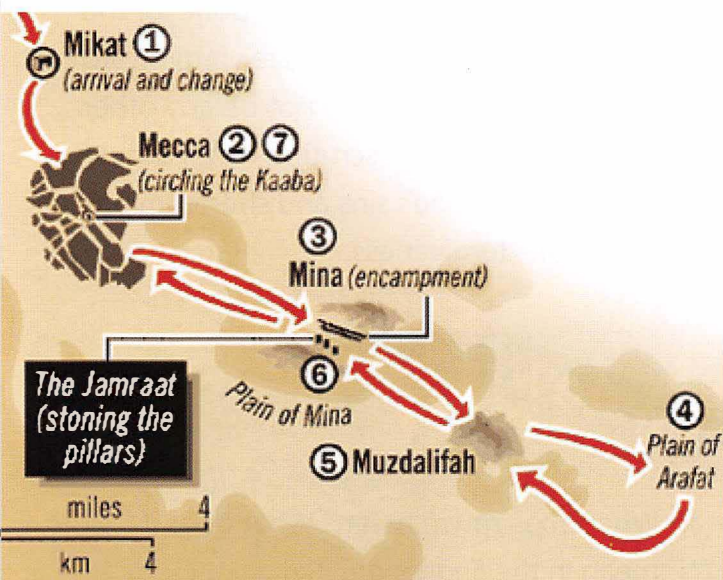 Mikat ①
(arrival and change)
Mecca ② ⑦
(circling the Kaaba)
③
Mina (encampment)
The Jamraat
(stoning the
pillars)
⑥
Plain of Mina
④
Plain of
Arafat
⑤ Muzdalifah
miles 4
km 4